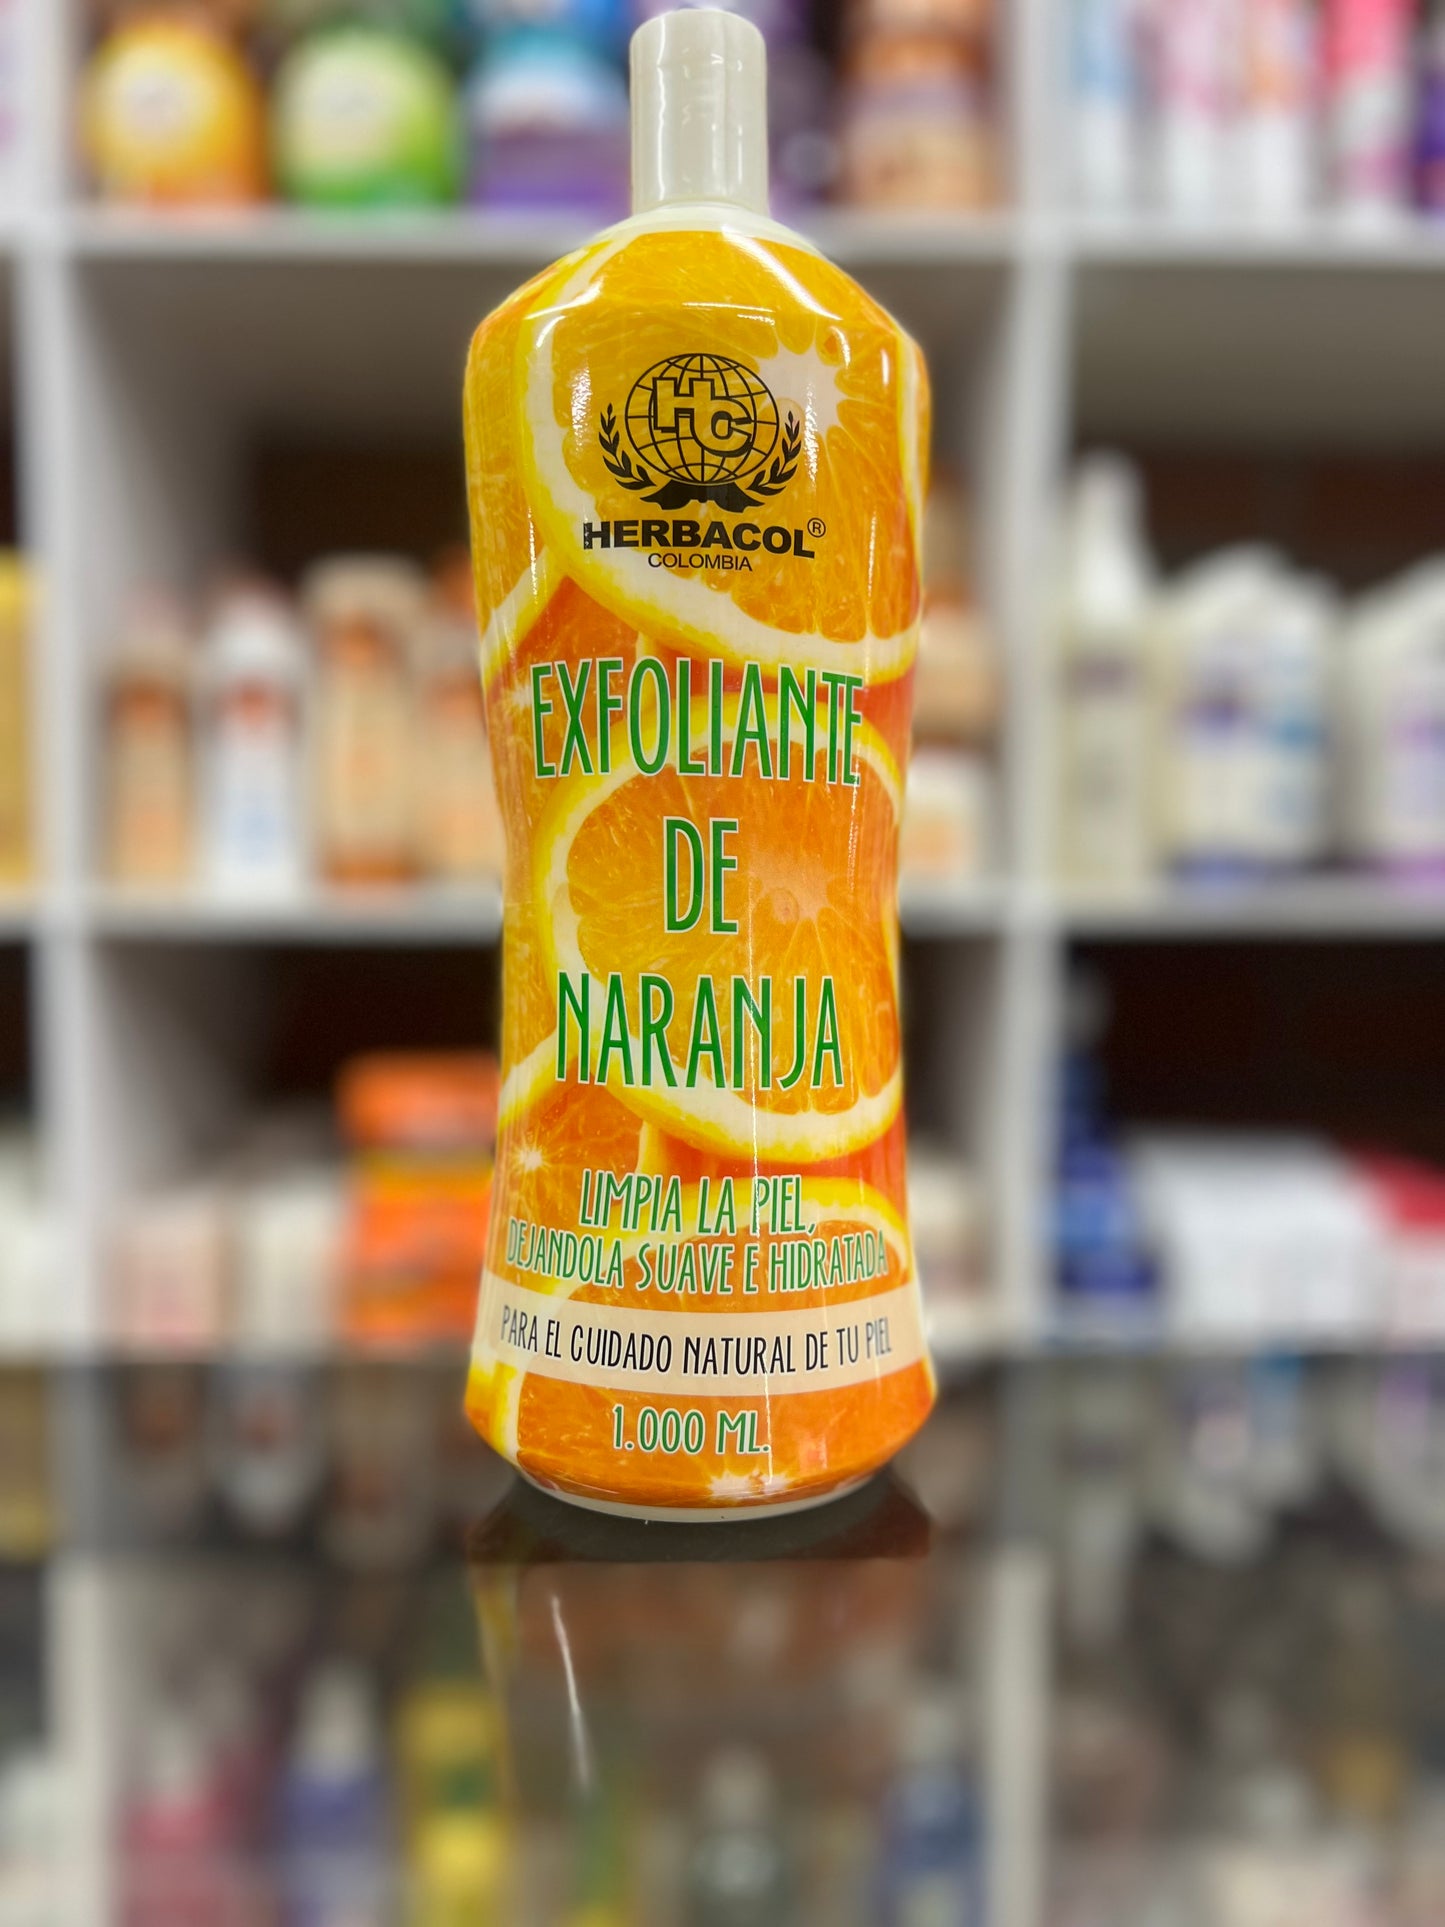 HC
HERBACOL®
COLOMBIA
EXFOLIANTE
DE
NARANJA
LIMPIA LA PIEL,
DEJANDOLA SUAVE E HIDRATADA
PARA EL CUIDADO NATURAL DE TU PIEL
1.000 ML.